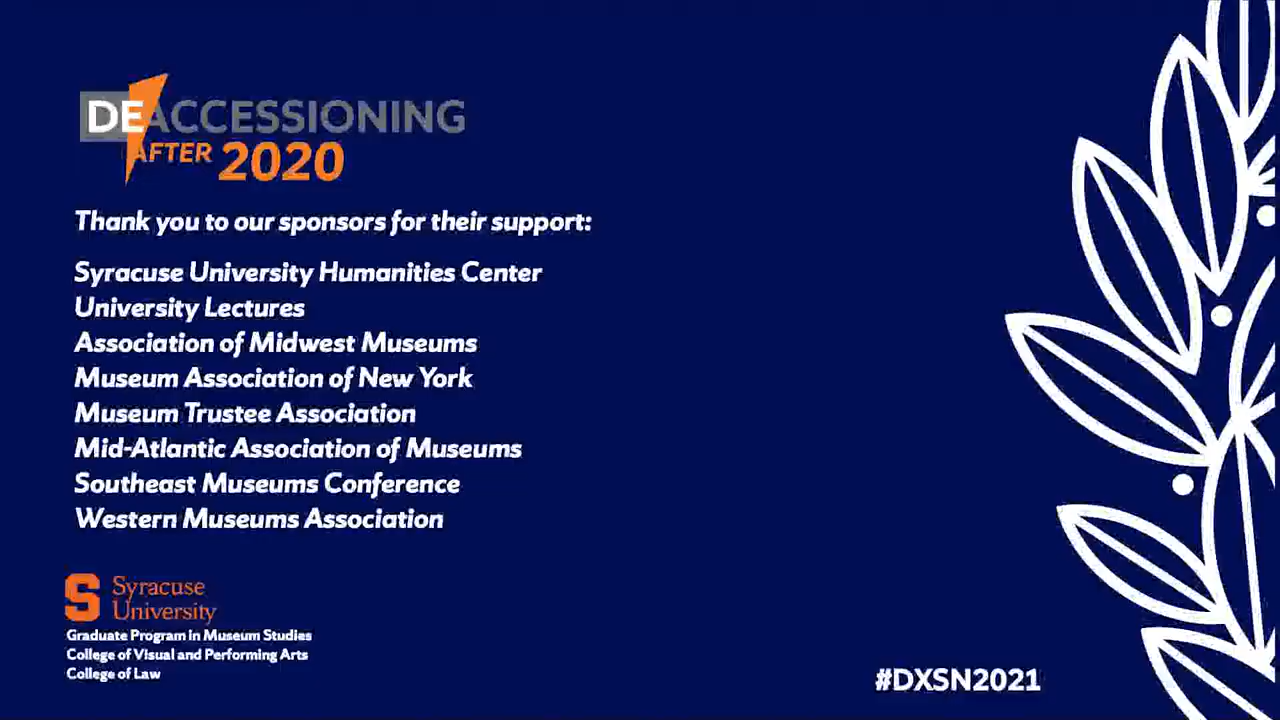 DEACCESSIONING
AFTER 2020
Thank you to our sponsors for their support:
Syracuse University Humanities Center
University Lectures
Association of Midwest Museums
Museum Association of New York
Museum Trustee Association
Mid-Atlantic Association of Museums
Southeast Museums Conference
Western Museums Association
S Syracuse
University
Graduate Program in Museum Studies
College of Visual and Performing Arts
College of Law
#DXSN2021